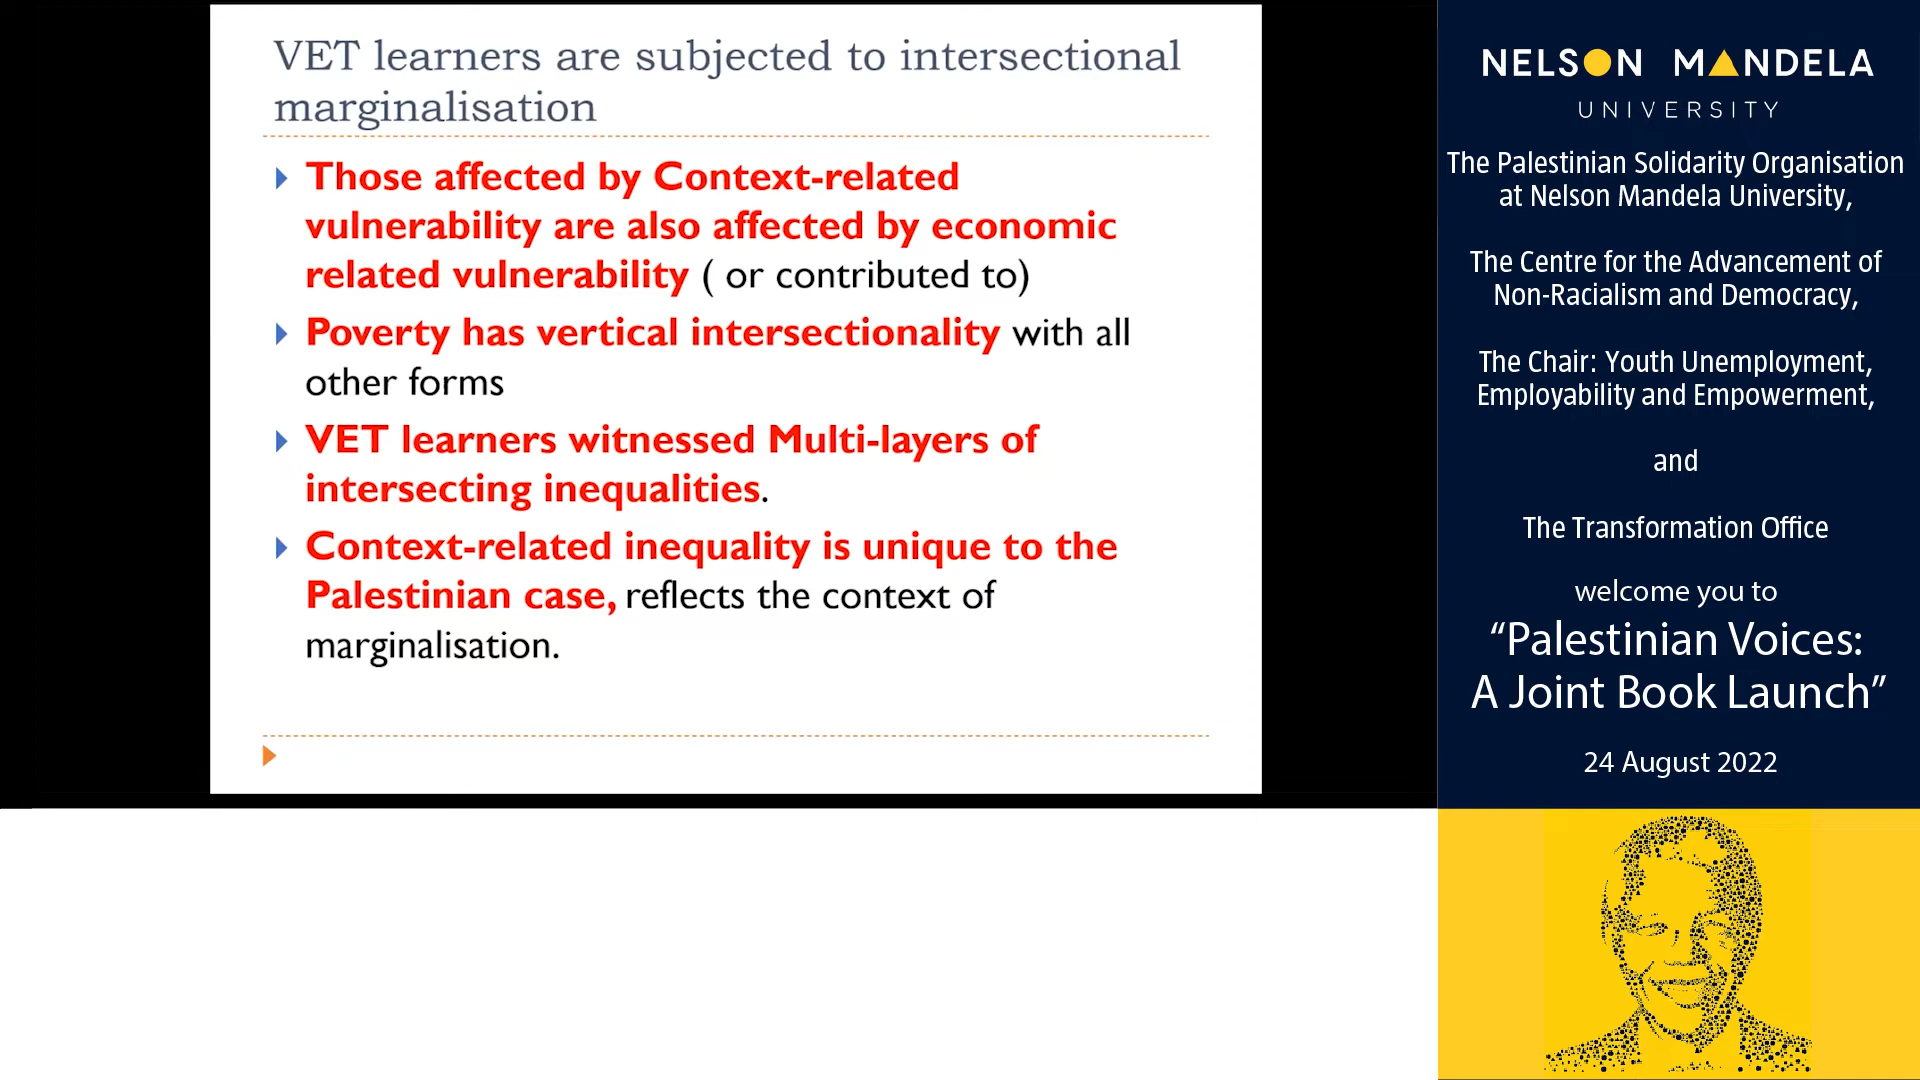 VET learners are subjected to intersectional
marginalisation
Those affected by Context-related
vulnerability are also affected by economic
related vulnerability ( or contributed to)
Poverty has vertical intersectionality with all
other forms
VET learners witnessed Multi-layers of
intersecting inequalities.
Context-related inequality is unique to the
Palestinian case, reflects the context of
marginalisation.
NELSON MANDELA
UNIVERSITY
The Palestinian Solidarity Organisation
at Nelson Mandela University,
The Centre for the Advancement of
Non-Racialism and Democracy,
The Chair: Youth Unemployment,
Employability and Empowerment,
and
The Transformation Office
welcome you to
“Palestinian Voices:
A Joint Book Launch”
24 August 2022